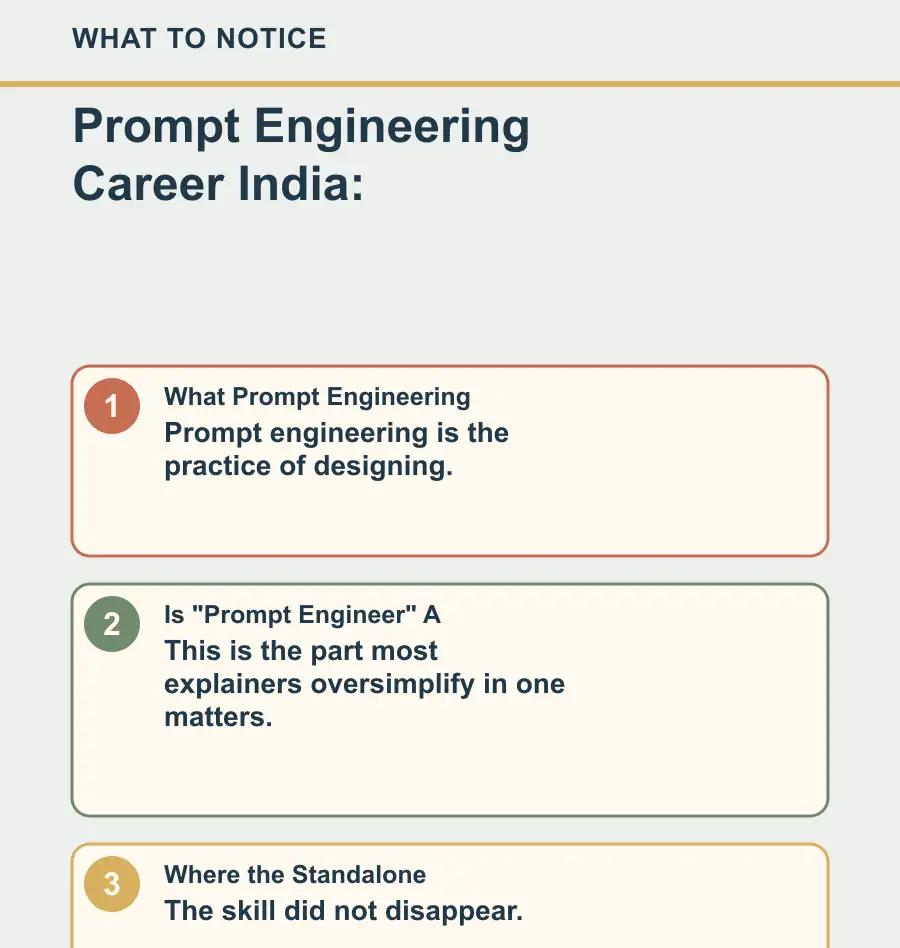 WHAT TO NOTICE
Prompt Engineering
Career India:
1
What Prompt Engineering
Prompt engineering is the
practice of designing.
2
Is "Prompt Engineer" A
This is the part most
explainers oversimplify in one
matters.
3
Where the Standalone
The skill did not disappear.